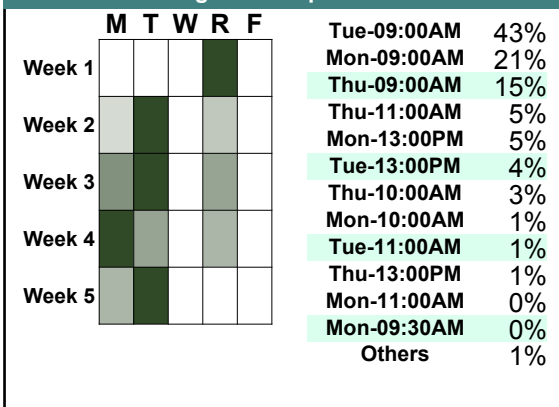 M T W R F
Week 1
Week 2
Week 3
Week 4
Week 5
Tue-09:00AM 43%
Mon-09:00AM 21%
Thu-09:00AM 15%
Thu-11:00AM 5%
Mon-13:00PM 5%
Tue-13:00PM 4%
Thu-10:00AM 3%
Mon-10:00AM 1%
Tue-11:00AM 1%
Thu-13:00PM 1%
Mon-11:00AM 0%
Mon-09:30AM 0%
Others 1%